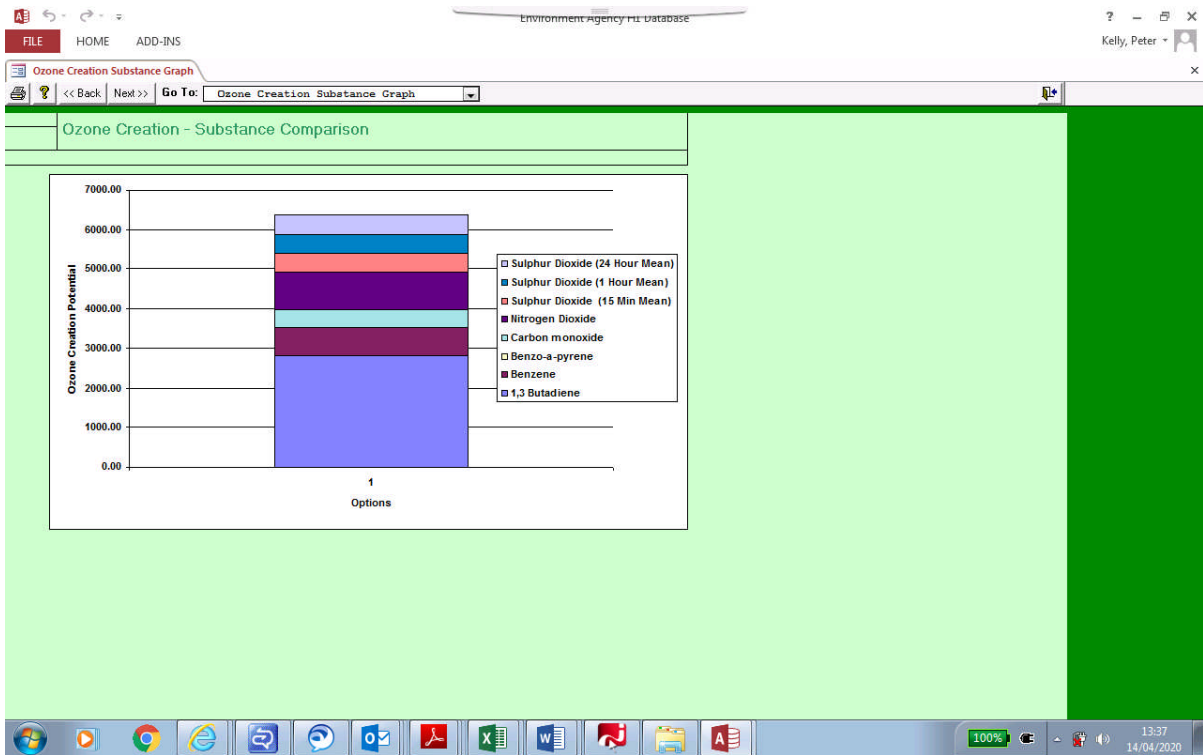 Environment Agency H1 Database
FILE HOME ADD-INS
Kelly, Peter
Ozone Creation Substance Graph
<< Back Next >> Go To: Ozone Creation Substance Graph
Ozone Creation - Substance Comparison
7000.00
6000.00
5000.00
4000.00
3000.00
2000.00
1000.00
0.00
Ozone Creation Potential
1
Options
Sulphur Dioxide (24 Hour Mean)
Sulphur Dioxide (1 Hour Mean)
Sulphur Dioxide (15 Min Mean)
Nitrogen Dioxide
Carbon monoxide
Benzo-a-pyrene
Benzene
1,3 Butadiene
100%
13:37
14/04/2020